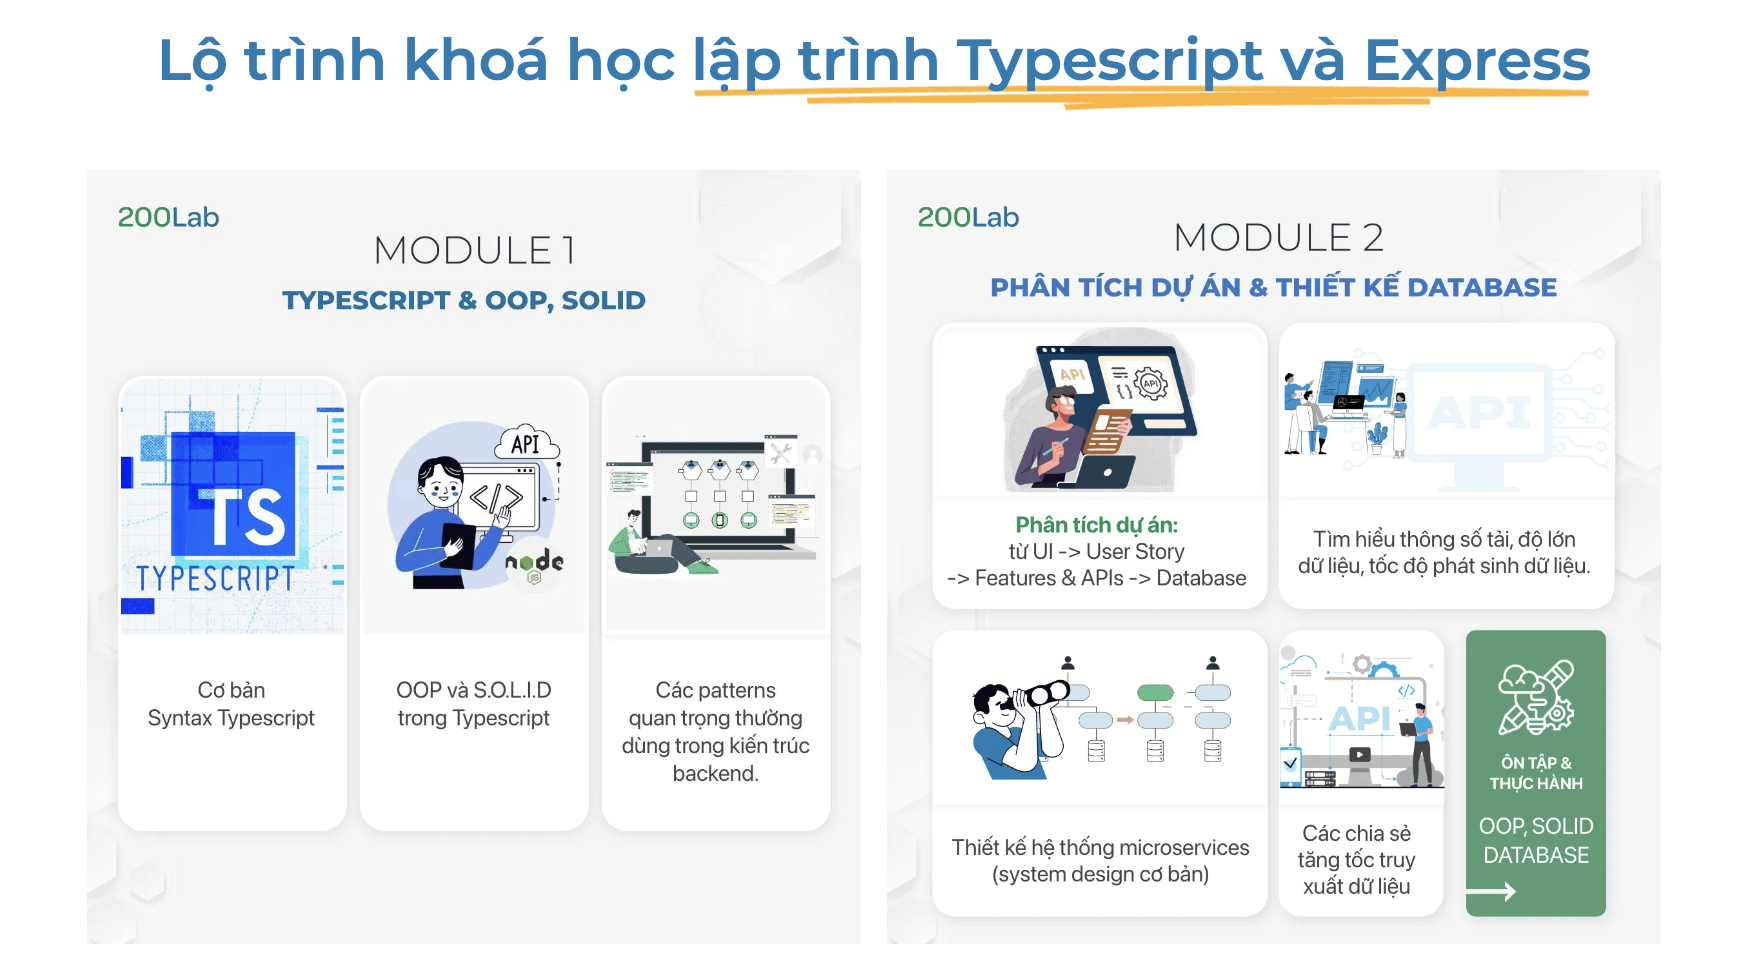 Lộ trình khoá học lập trình Typescript và Express
200Lab
MODULE 1
TYPESCRIPT & OOP, SOLID
TS
TYPESCRIPT
API
</>
node
JS
Cơ bản
Syntax Typescript
OOP và S.O.L.I.D
trong Typescript
Các patterns
quan trọng thường
dùng trong kiến trúc
backend.
200Lab
MODULE 2
PHÂN TÍCH DỰ ÁN & THIẾT KẾ DATABASE
API
API
{ }
Phân tích dự án:
từ UI -> User Story
-> Features & APIs -> Database
API
Tìm hiểu thông số tải, độ lớn
dữ liệu, tốc độ phát sinh dữ liệu.
Thiết kế hệ thống microservices
(system design cơ bản)
</>
API
Các chia sẻ
tăng tốc truy
xuất dữ liệu
ÔN TẬP &
THỰC HÀNH
OOP, SOLID
DATABASE